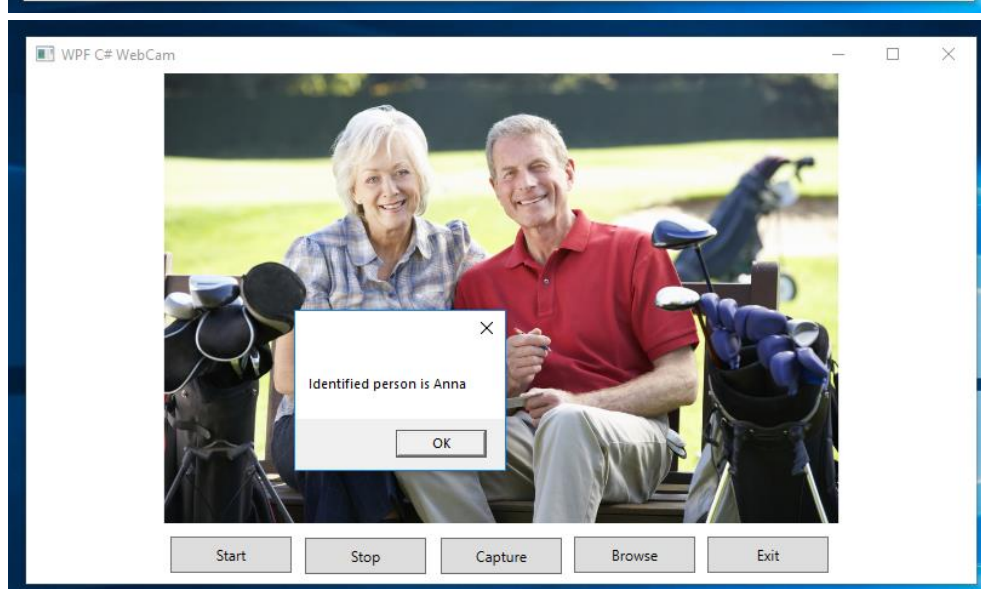 WPF C# WebCam
Identified person is Anna
OK
Start
Stop
Capture
Browse
Exit